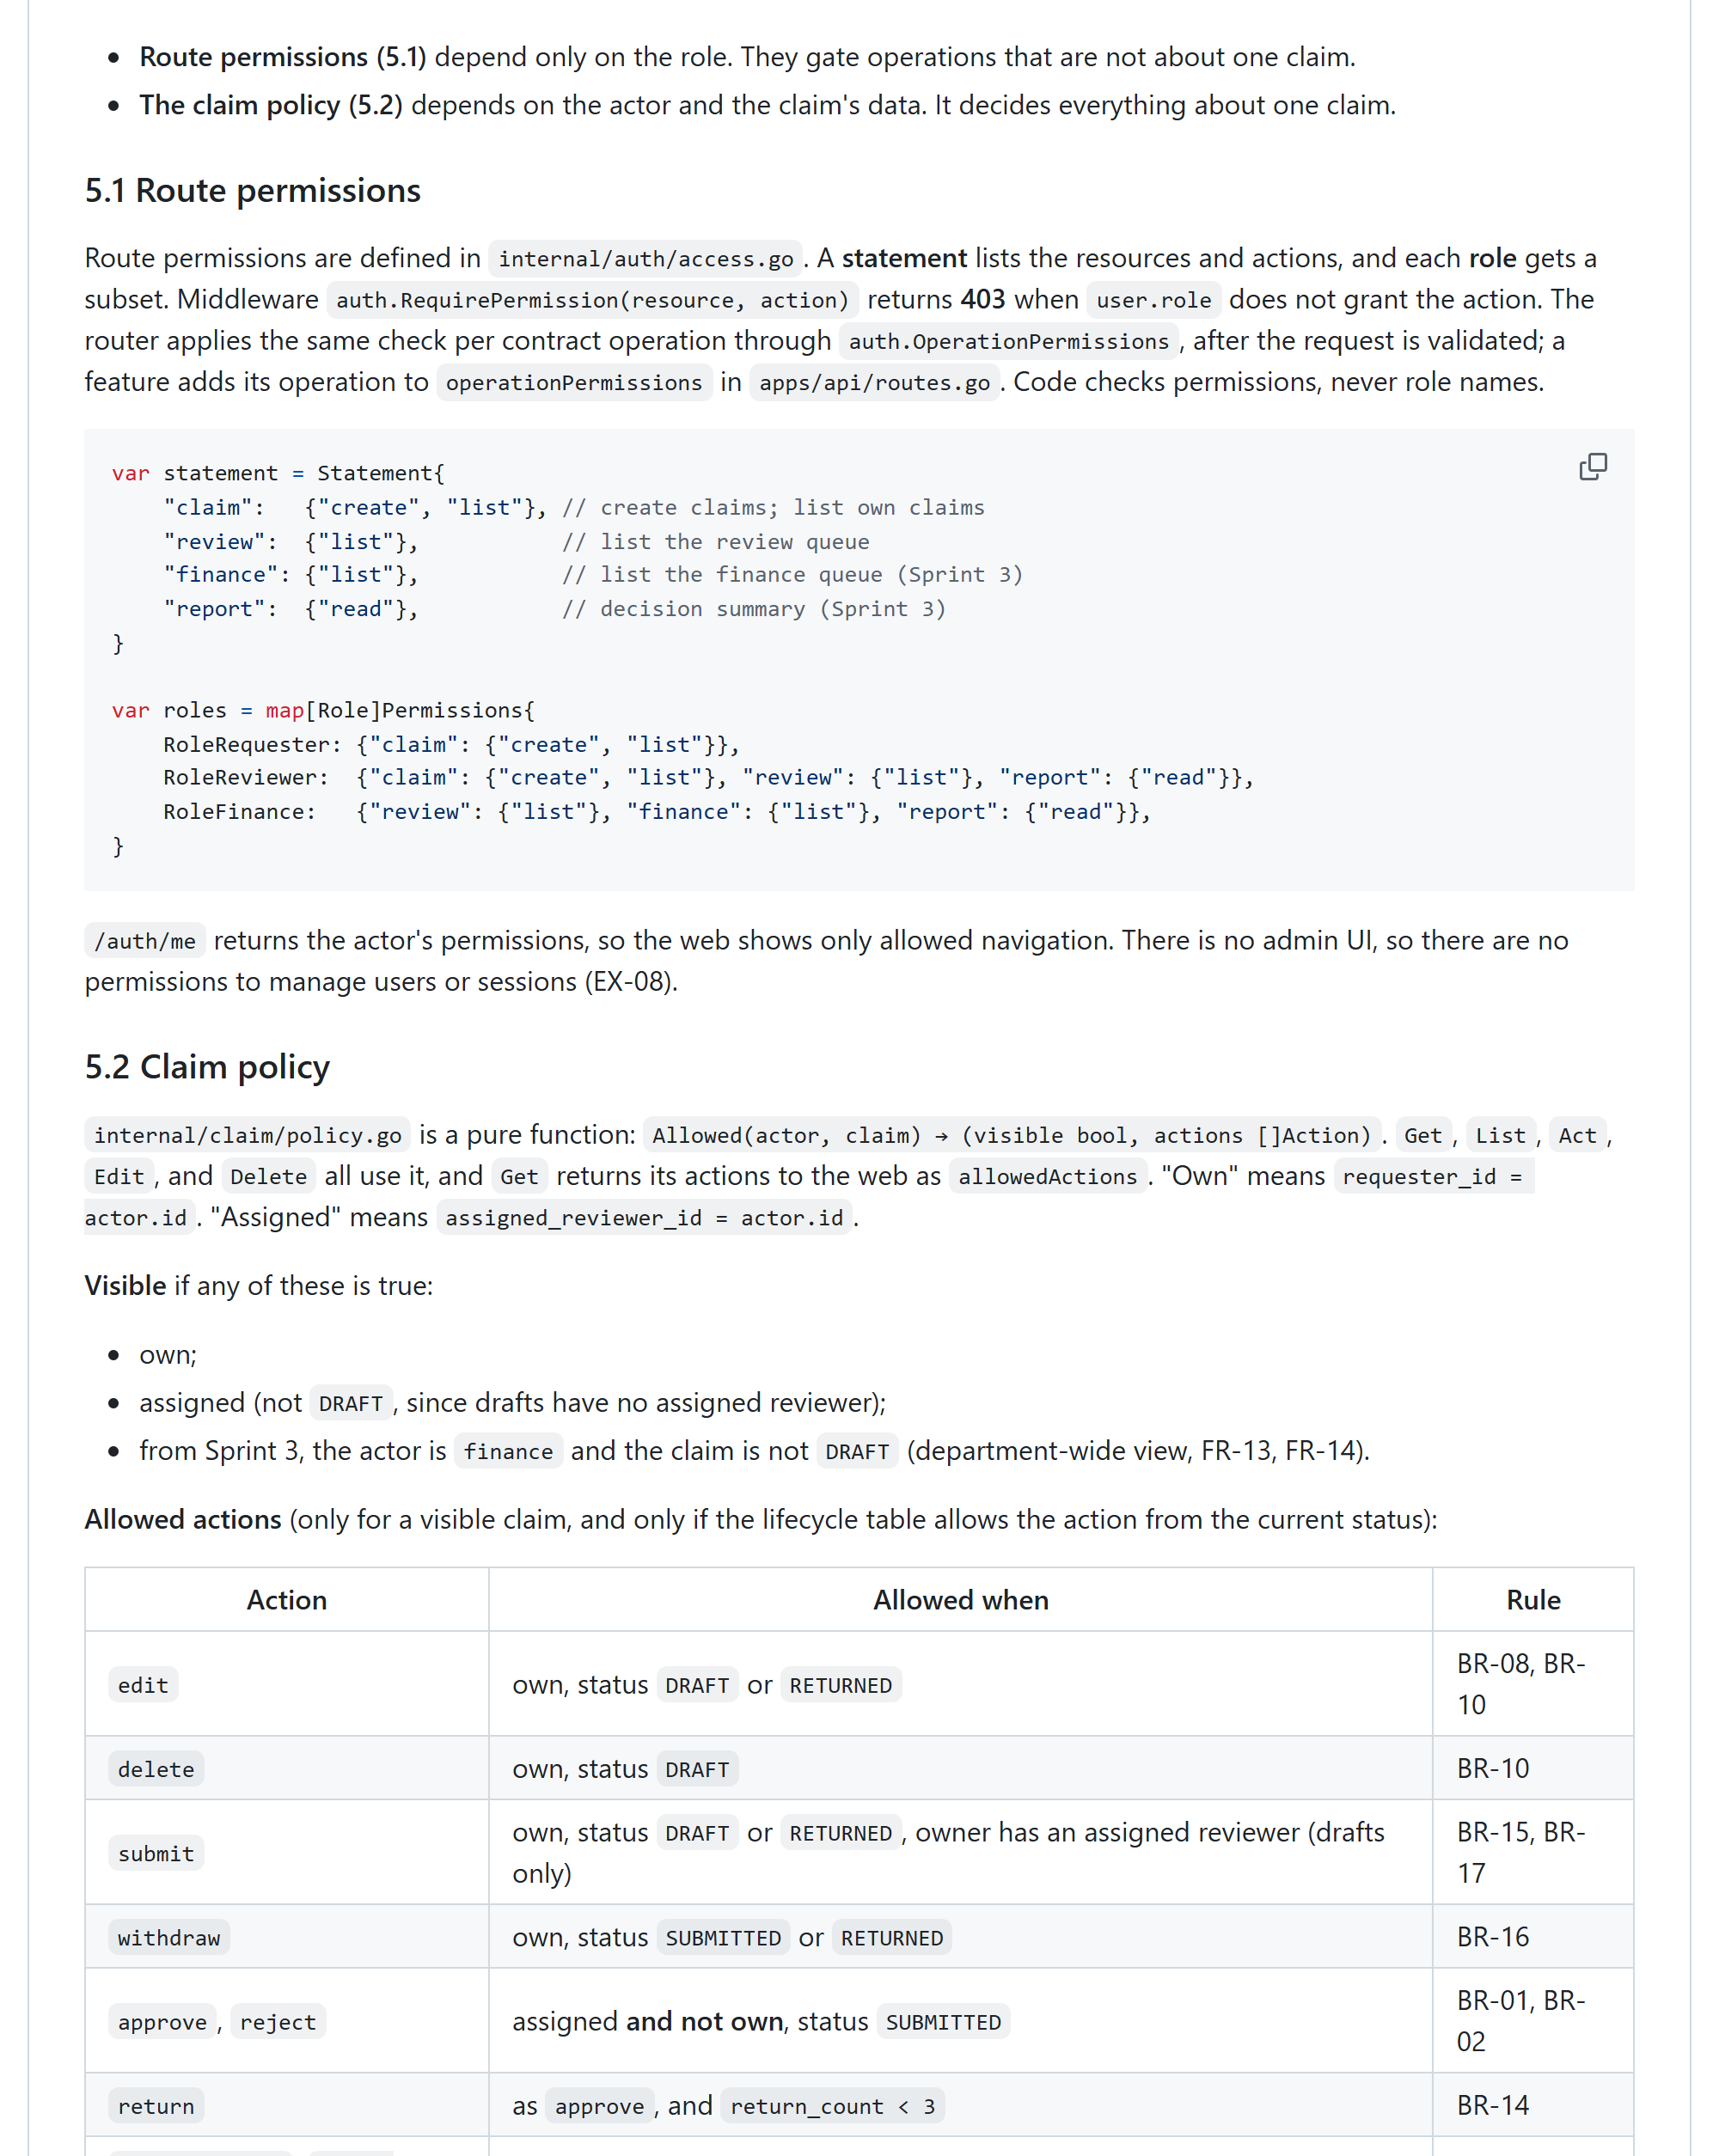 Route permissions (5.1) depend only on the role. They gate operations that are not about one claim.
The claim policy (5.2) depends on the actor and the claim's data. It decides everything about one claim.
5.1 Route permissions
Route permissions are defined in internal/auth/access.go. A statement lists the resources and actions, and each role gets a
subset. Middleware auth.RequirePermission(resource, action) returns 403 when user.role does not grant the action. The
router applies the same check per contract operation through auth.OperationPermissions, after the request is validated; a
feature adds its operation to operationPermissions in apps/api/routes.go. Code checks permissions, never role names.
var statement = Statement{
    "claim":   {"create", "list"}, // create claims; list own claims
    "review":  {"list"},           // list the review queue
    "finance": {"list"},           // list the finance queue (Sprint 3)
    "report":  {"read"},           // decision summary (Sprint 3)
}
var roles = map[Role]Permissions{
    RoleRequester: {"claim": {"create", "list"}},
    RoleReviewer:  {"claim": {"create", "list"}, "review": {"list"}, "report": {"read"}},
    RoleFinance:   {"review": {"list"}, "finance": {"list"}, "report": {"read"}},
}
/auth/me returns the actor's permissions, so the web shows only allowed navigation. There is no admin UI, so there are no
permissions to manage users or sessions (EX-08).
5.2 Claim policy
internal/claim/policy.go is a pure function: Allowed(actor, claim) → (visible bool, actions []Action). Get, List, Act,
Edit, and Delete all use it, and Get returns its actions to the web as allowedActions. "Own" means requester_id =
actor.id. "Assigned" means assigned_reviewer_id = actor.id.
Visible if any of these is true:
own;
assigned (not DRAFT, since drafts have no assigned reviewer);
from Sprint 3, the actor is finance and the claim is not DRAFT (department-wide view, FR-13, FR-14).
Allowed actions (only for a visible claim, and only if the lifecycle table allows the action from the current status):
Action Allowed when Rule
edit own, status DRAFT or RETURNED BR-08, BR-
10
delete own, status DRAFT BR-10
submit own, status DRAFT or RETURNED, owner has an assigned reviewer (drafts
only) BR-15, BR-
17
withdraw own, status SUBMITTED or RETURNED BR-16
approve, reject assigned and not own, status SUBMITTED BR-01, BR-
02
return as approve, and return_count < 3 BR-14